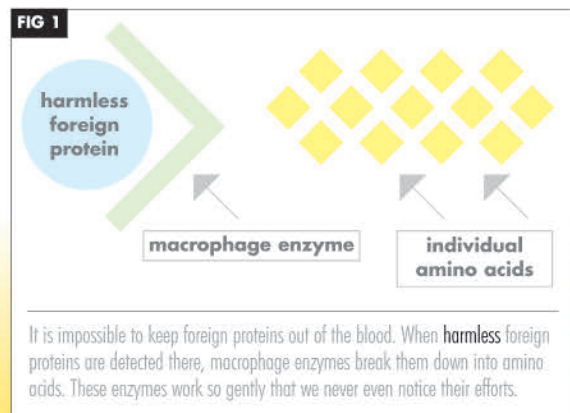 FIG 1
harmless
foreign
protein
macrophage enzyme
individual
amino acids
It is impossible to keep foreign proteins out of the blood. When harmless foreign
proteins are detected there, macrophage enzymes break them down into amino
acids. These enzymes work so gently that we never even notice their efforts.